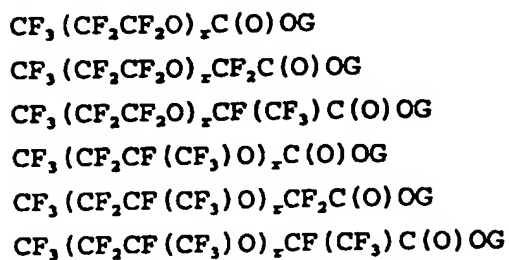 CF₃(CF₂CF₂O)ᵣC(O)OG
CF₃(CF₂CF₂O)ᵣCF₂C(O)OG
CF₃(CF₂CF₂O)ᵣCF(CF₃)C(O)OG
CF₃(CF₂CF(CF₃)O)ᵣC(O)OG
CF₃(CF₂CF(CF₃)O)ᵣCF₂C(O)OG
CF₃(CF₂CF(CF₃)O)ᵣCF(CF₃)C(O)OG